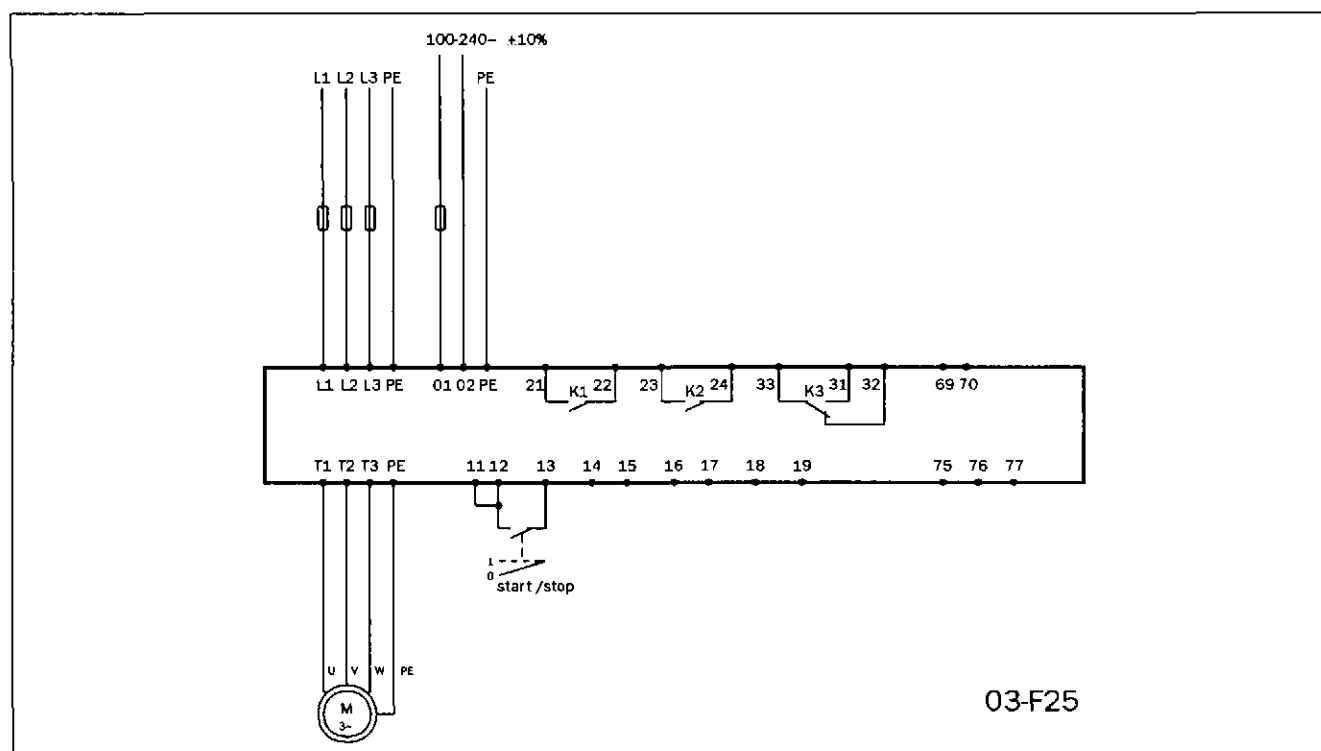 100-240~ ±10%
L1 L2 L3 PE PE
L1 L2 L3 PE 01 02 PE 21 K1 22 23 K2 24 33 K3 31 32 69 70
T1 T2 T3 PE 11 12 13 14 15 16 17 18 19 75 76 77
1
0
start/stop
U V W PE
M
3~
03-F25